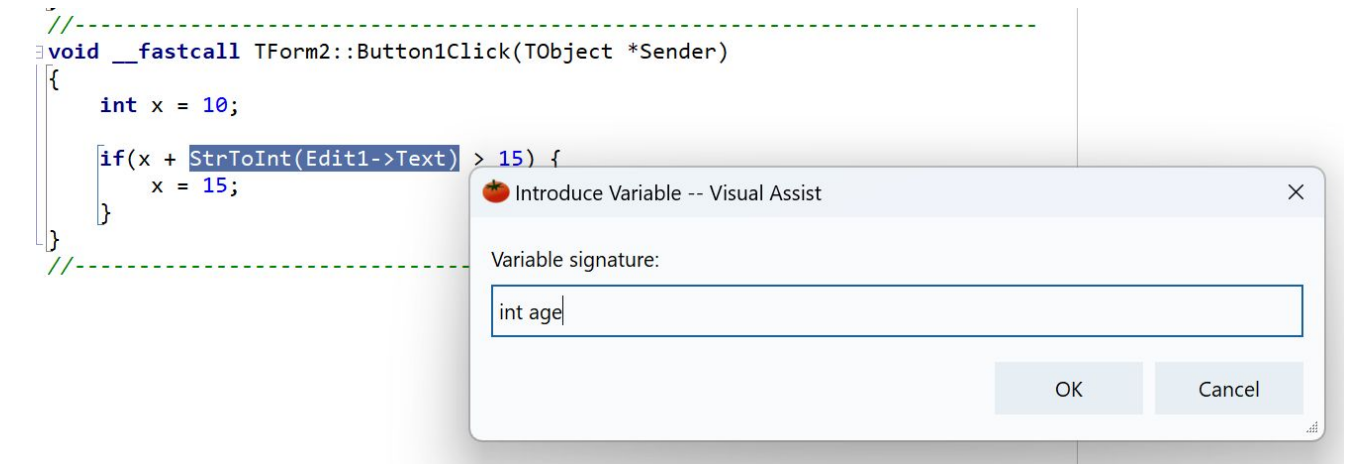 //-----------------------------------------------------------------------
void __fastcall TForm2::Button1Click(TObject *Sender)
{
int x = 10;
if(x + StrToInt(Edit1->Text) > 15) {
x = 15;
}
}
//------------------------------
Introduce Variable -- Visual Assist
Variable signature:
int age
OK
Cancel